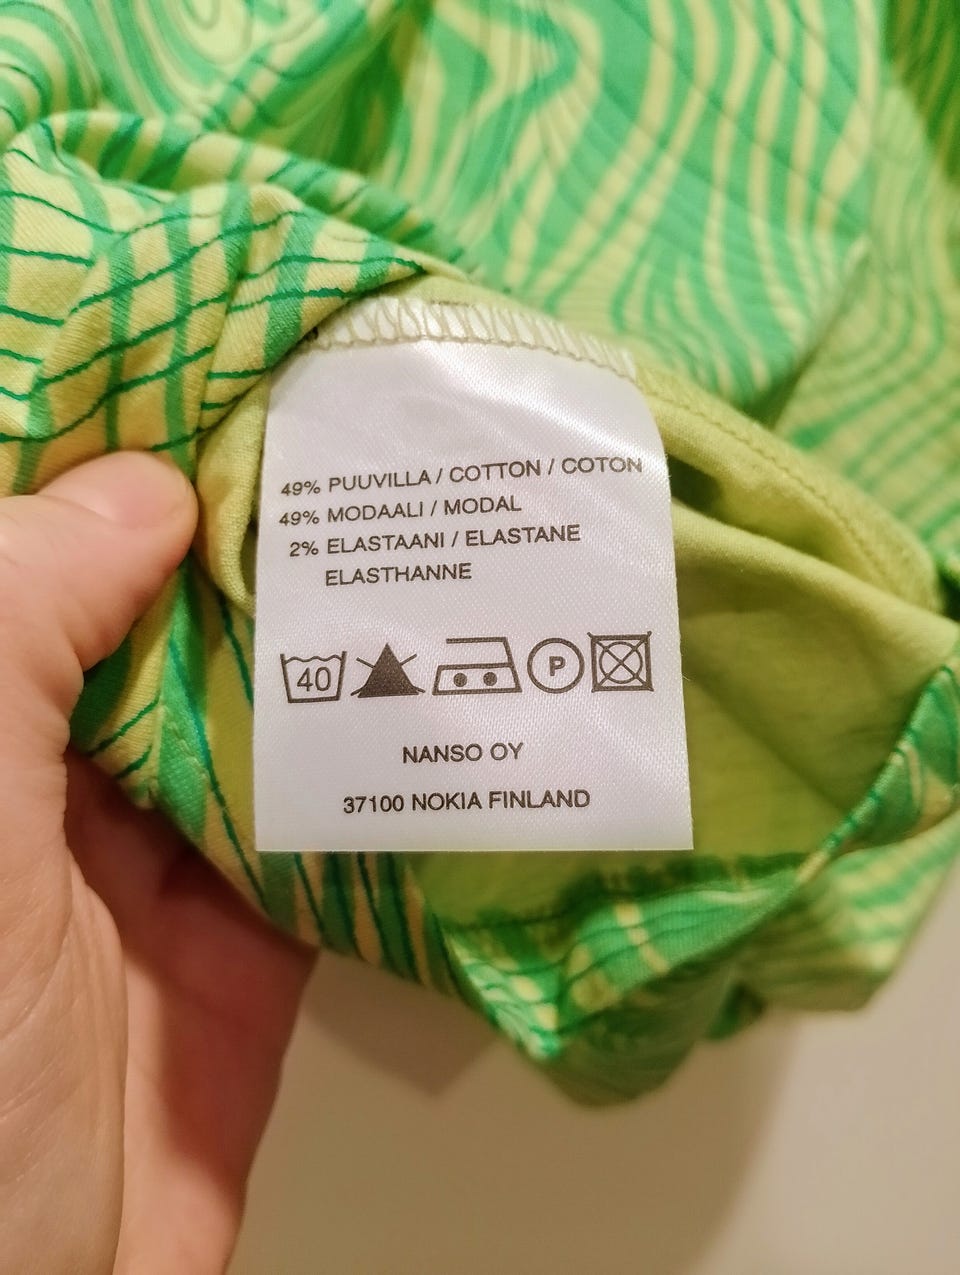 49% PUUVILLA / COTTON / COTON
49% MODAALI / MODAL
2% ELASTAANI / ELASTANE
ELASTHANNE
40 P
NANSO OY
37100 NOKIA FINLAND